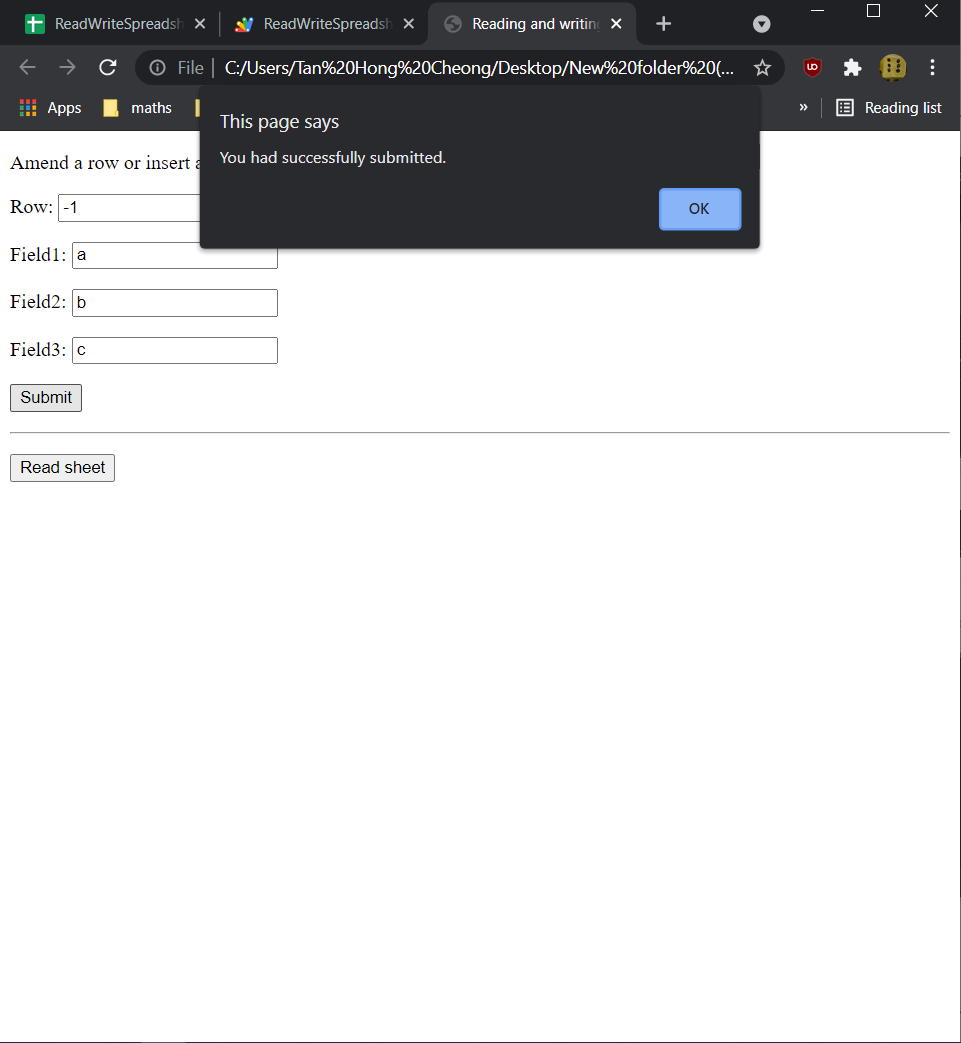 ReadWriteSpreadsh
ReadWriteSpreadsh
Reading and writing
File | C:/Users/Tan%20Hong%20Cheong/Desktop/New%20folder%20(...
Apps
maths
»
Reading list
This page says
You had successfully submitted.
OK
Amend a row or insert a
Row: -1
Field1: a
Field2: b
Field3: c
Submit
Read sheet